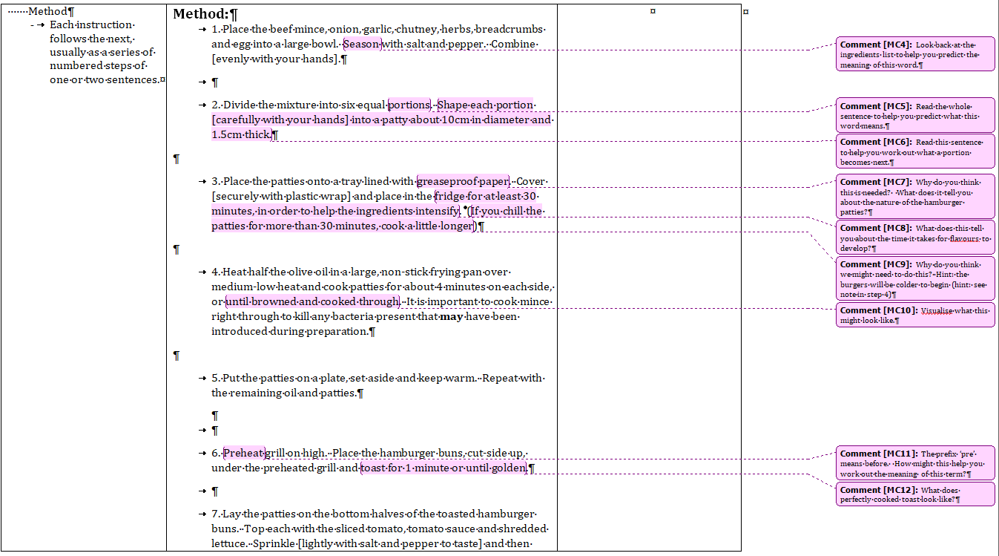 Method
- Each instruction
follows the next,
usually as a series of
numbered steps of
one or two sentences.
Method:
1. Place the beef mince, onion, garlic, chutney, herbs, breadcrumbs
and egg into a large bowl. Season with salt and pepper. Combine
[evenly with your hands].
2. Divide the mixture into six equal portions. Shape each portion
[carefully with your hands] into a patty about 10cm in diameter and
1.5cm thick.
3. Place the patties onto a tray lined with greaseproof paper. Cover
[securely with plastic wrap] and place in the fridge for at least 30
minutes, in order to help the ingredients intensify. (If you chill the
patties for more than 30 minutes, cook a little longer)
4. Heat half the olive oil in a large, non-stick frying pan over
medium-low heat and cook patties for about 4 minutes on each side,
or until browned and cooked through. It is important to cook mince
right through to kill any bacteria present that may have been
introduced during preparation.
5. Put the patties on a plate, set aside and keep warm. Repeat with
the remaining oil and patties.
6. Preheat grill on high. Place the hamburger buns, cut-side up,
under the preheated grill and toast for 1 minute or until golden.
7. Lay the patties on the bottom halves of the toasted hamburger
buns. Top each with the sliced tomato, tomato sauce and shredded
lettuce. Sprinkle [lightly with salt and pepper to taste] and then
Comment [MC4]: Look back at the
ingredients list to help you predict the
meaning of this word.
Comment [MC5]: Read the whole
sentence to help you predict what this
word means.
Comment [MC6]: Read this sentence
to help you work out what a portion
becomes next.
Comment [MC7]: Why do you think
this is needed? What does it tell you
about the nature of the hamburger
patties?
Comment [MC8]: What does this tell
you about the time it takes for flavours to
develop?
Comment [MC9]: Why do you think
we might need to do this? Hint: the
burgers will be colder to begin (hint: see
note in step 4)
Comment [MC10]: Visualise what this
might look like.
Comment [MC11]: The prefix 'pre'
means before. How might this help you
work out the meaning of this term?
Comment [MC12]: What does
perfectly cooked toast look like?